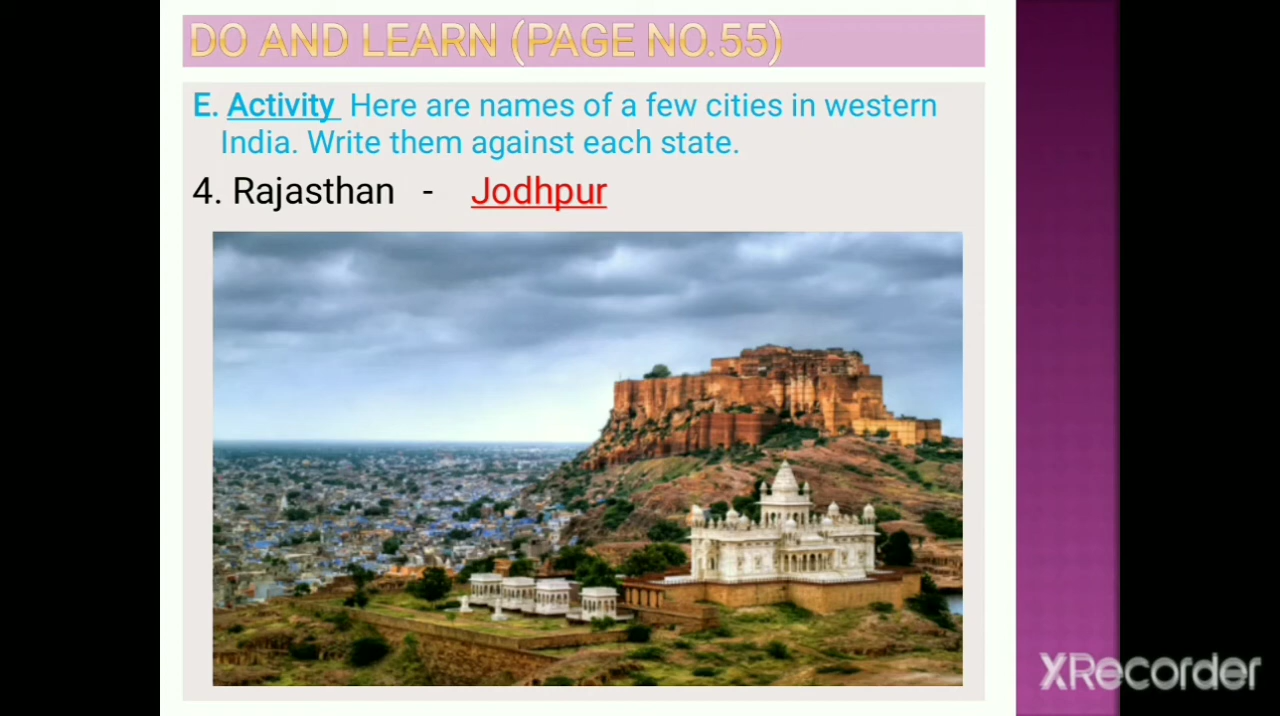 DO AND LEARN (PAGE NO.55)
E. Activity Here are names of a few cities in western
India. Write them against each state.
4. Rajasthan - Jodhpur
XRecorder